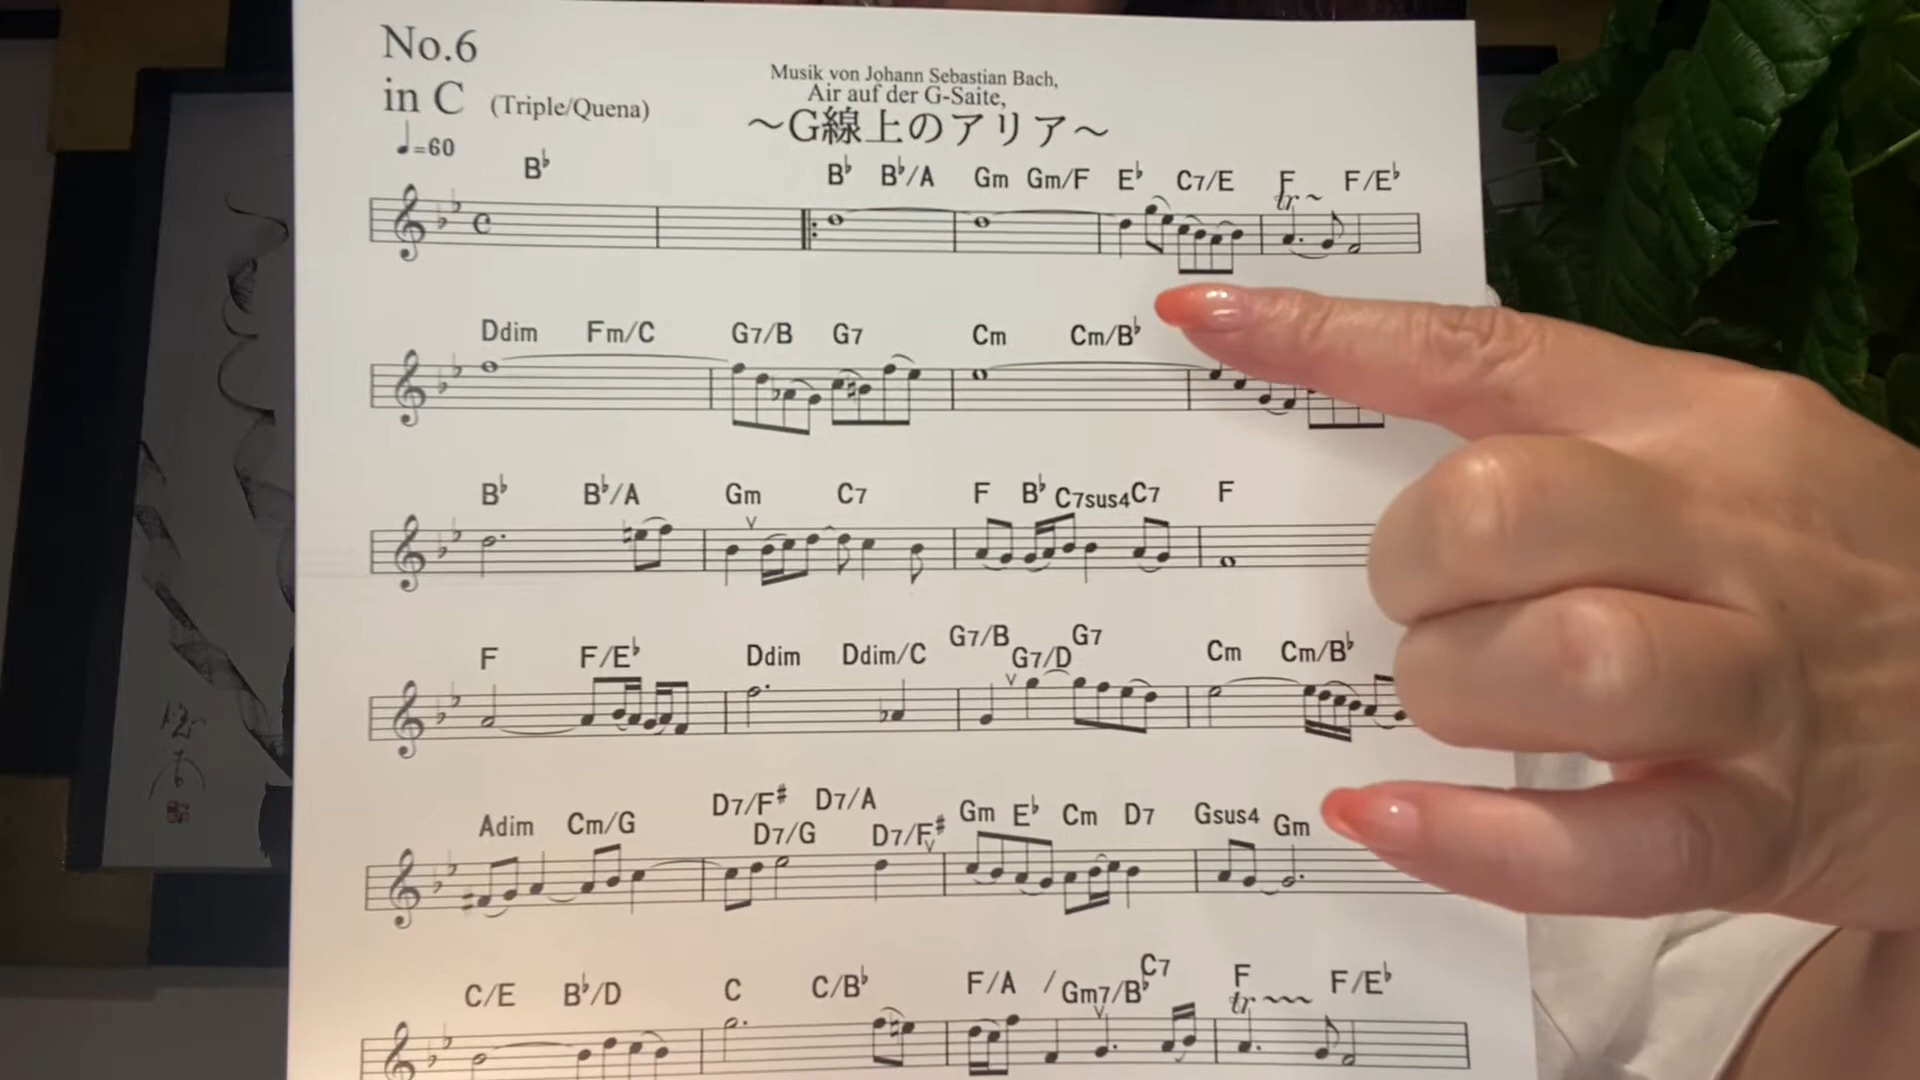 No.6
in C (Triple/Quena)
♩=60
Musik von Johann Sebastian Bach,
Air auf der G-Saite,
～G線上のアリア～
B♭ B♭ B♭/A Gm Gm/F E♭ C7/E F F/E♭
tr~
Ddim Fm/C G7/B G7 Cm Cm/B♭
B♭ B♭/A Gm C7 F B♭ C7sus4 C7 F
F F/E♭ Ddim Ddim/C G7/B G7/D G7 Cm Cm/B♭
Adim Cm/G D7/F# D7/G D7/A D7/F# Gm E♭ Cm D7 Gsus4 Gm
C/E B♭/D C C/B♭ F/A / Gm7/B♭ C7 F F/E♭
tr~~~